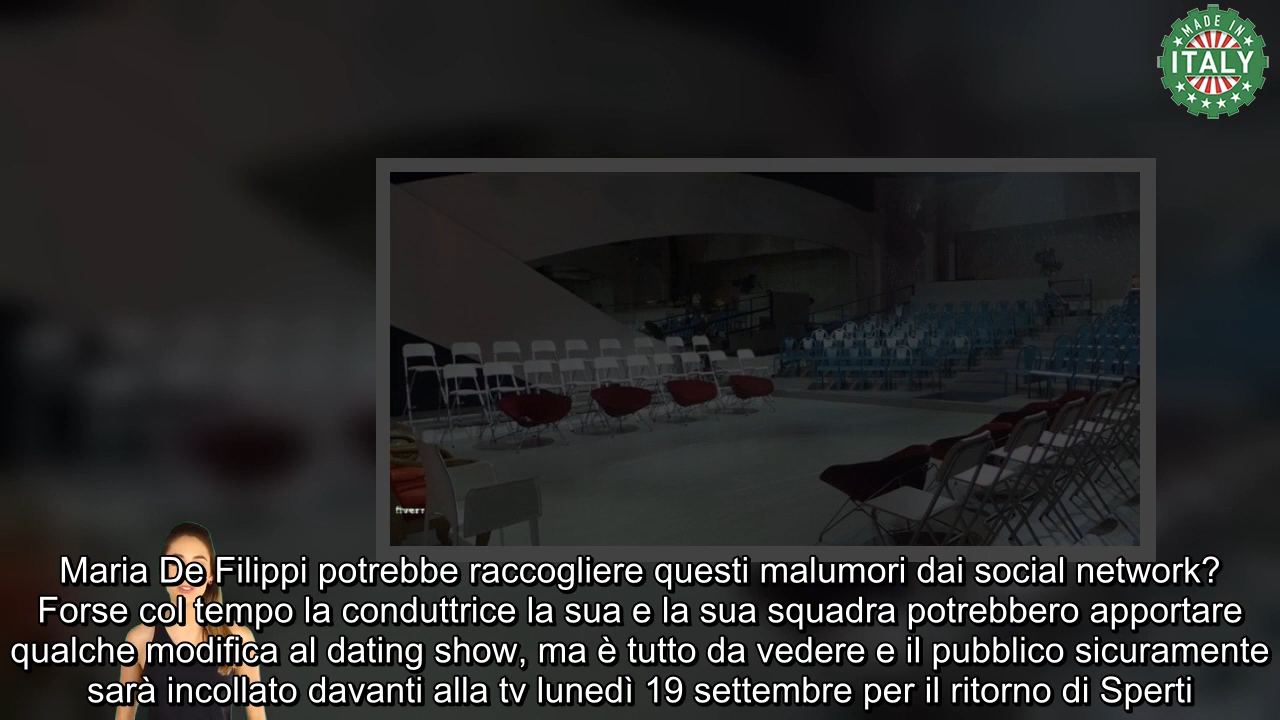 MADE IN
ITALY
fiverr
Maria De Filippi potrebbe raccogliere questi malumori dai social network?
Forse col tempo la conduttrice la sua e la sua squadra potrebbero apportare
qualche modifica al dating show, ma è tutto da vedere e il pubblico sicuramente
sarà incollato davanti alla tv lunedì 19 settembre per il ritorno di Sperti